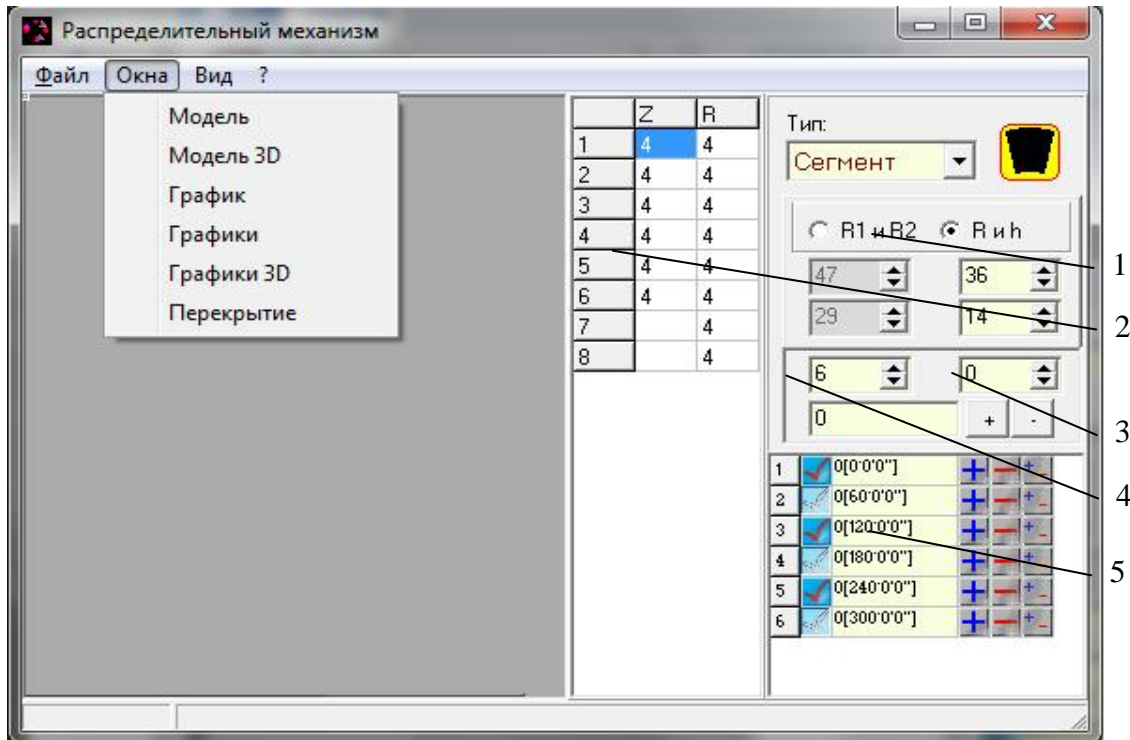 Распределительный механизм
Файл Окна Вид ?
Модель
Модель 3D
График
Графики
Графики 3D
Перекрытие
Z R
1 4 4
2 4 4
3 4 4
4 4 4
5 4 4
6 4 4
7 4
8 4
Тип:
Сегмент
R1 и R2 R и h
47 36
29 14
6 0
0 + -
1 0[0·0'0"]
2 0[60·0'0"]
3 0[120·0'0"]
4 0[180·0'0"]
5 0[240·0'0"]
6 0[300·0'0"]
1
2
3
4
5